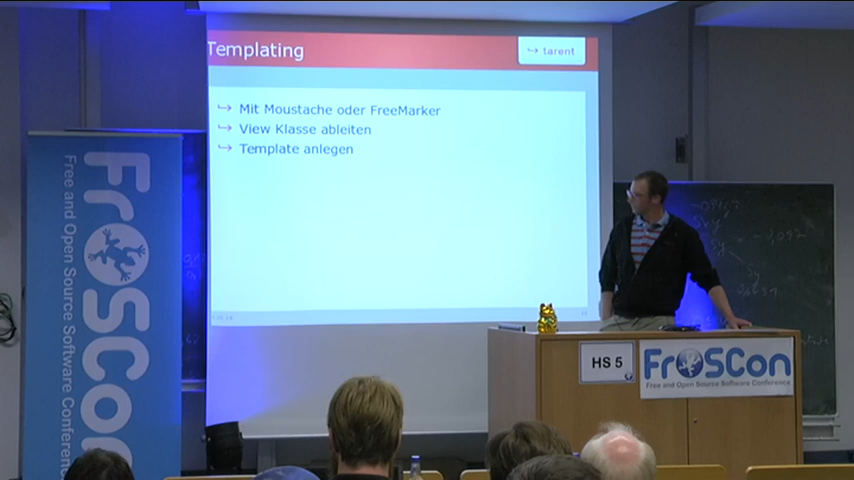 Templating
↪ tarent
↪ Mit Moustache oder FreeMarker
↪ View Klasse ableiten
↪ Template anlegen
FrOSCon
Free and Open Source Software Conference
HS 5
FrOSCon
Free and Open Source Software Conference